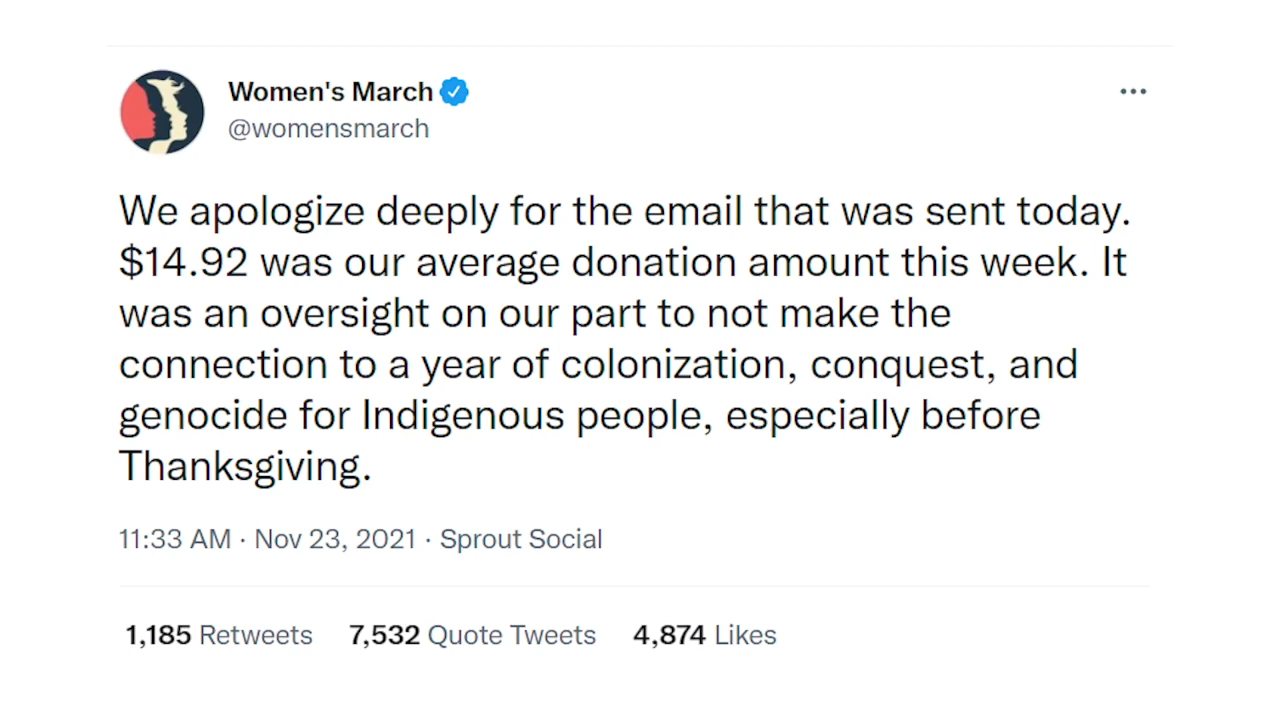 Women's March
@womensmarch
We apologize deeply for the email that was sent today.
$14.92 was our average donation amount this week. It
was an oversight on our part to not make the
connection to a year of colonization, conquest, and
genocide for Indigenous people, especially before
Thanksgiving.
11:33 AM · Nov 23, 2021 · Sprout Social
1,185 Retweets 7,532 Quote Tweets 4,874 Likes